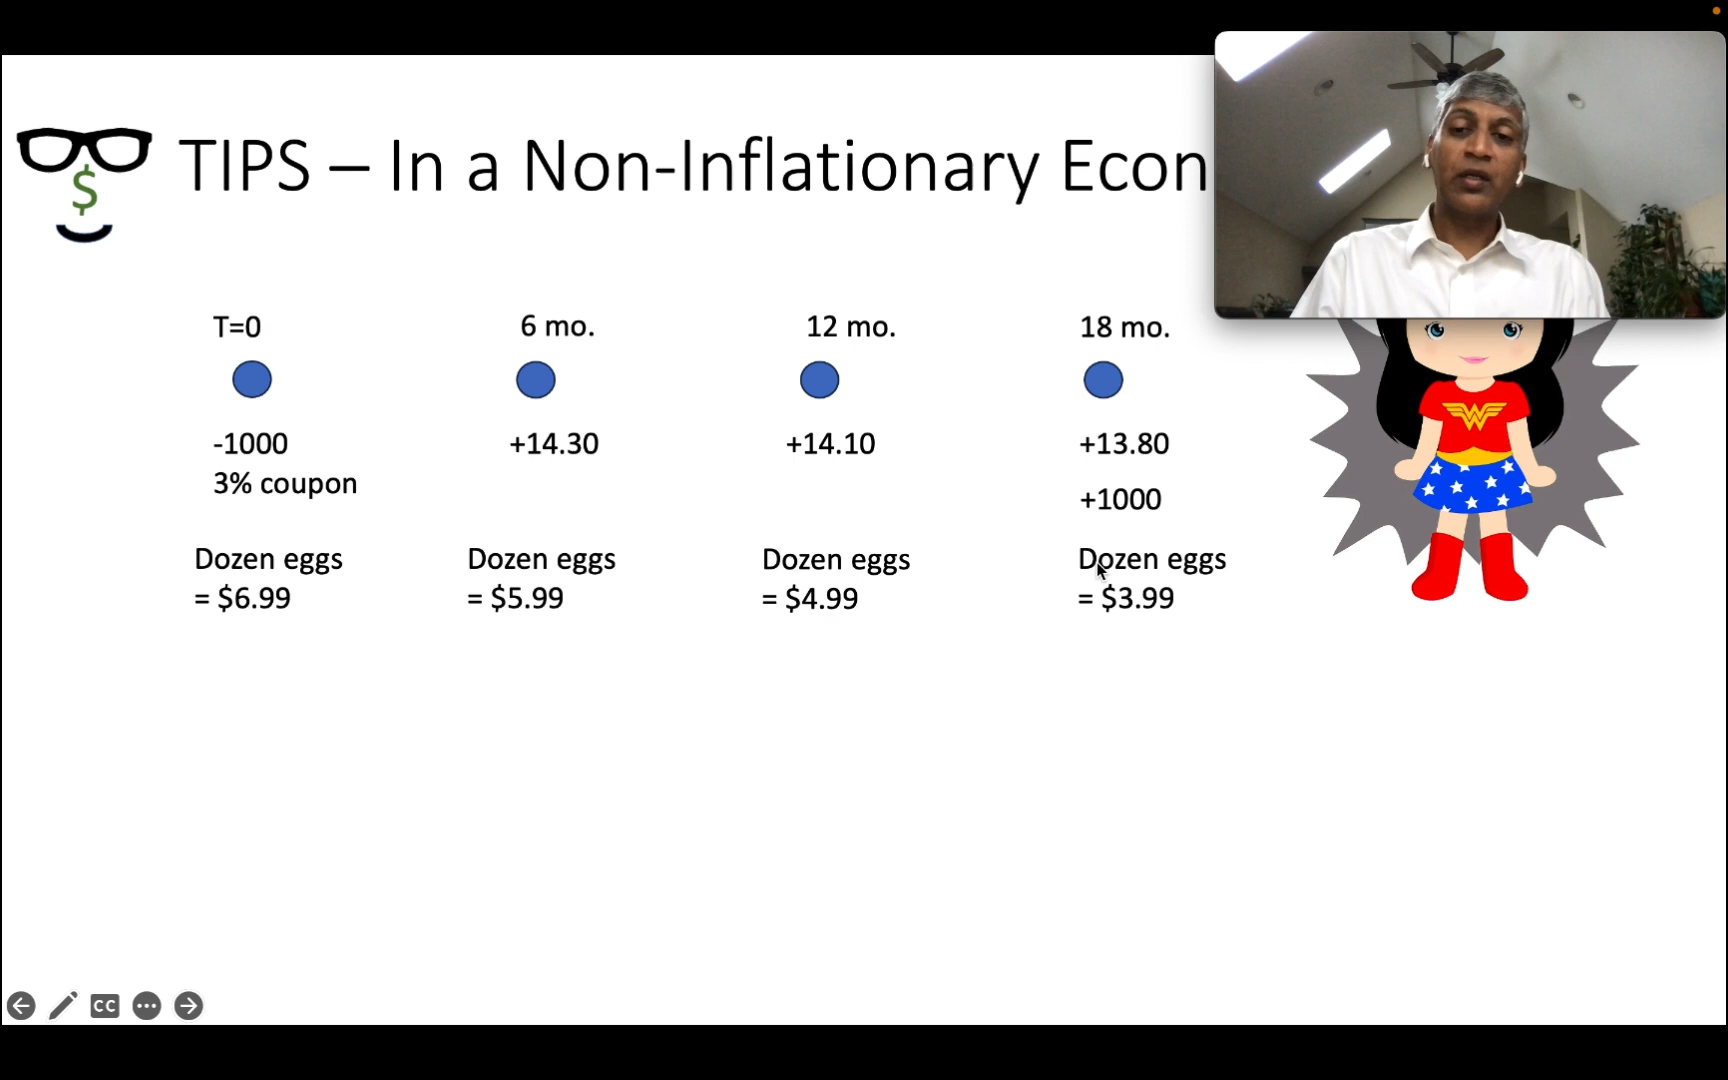 TIPS – In a Non-Inflationary Econ
$
T=0
6 mo.
12 mo.
18 mo.
-1000
+14.30
+14.10
+13.80
3% coupon
+1000
Dozen eggs
= $6.99
Dozen eggs
= $5.99
Dozen eggs
= $4.99
Dozen eggs
= $3.99
W
CC